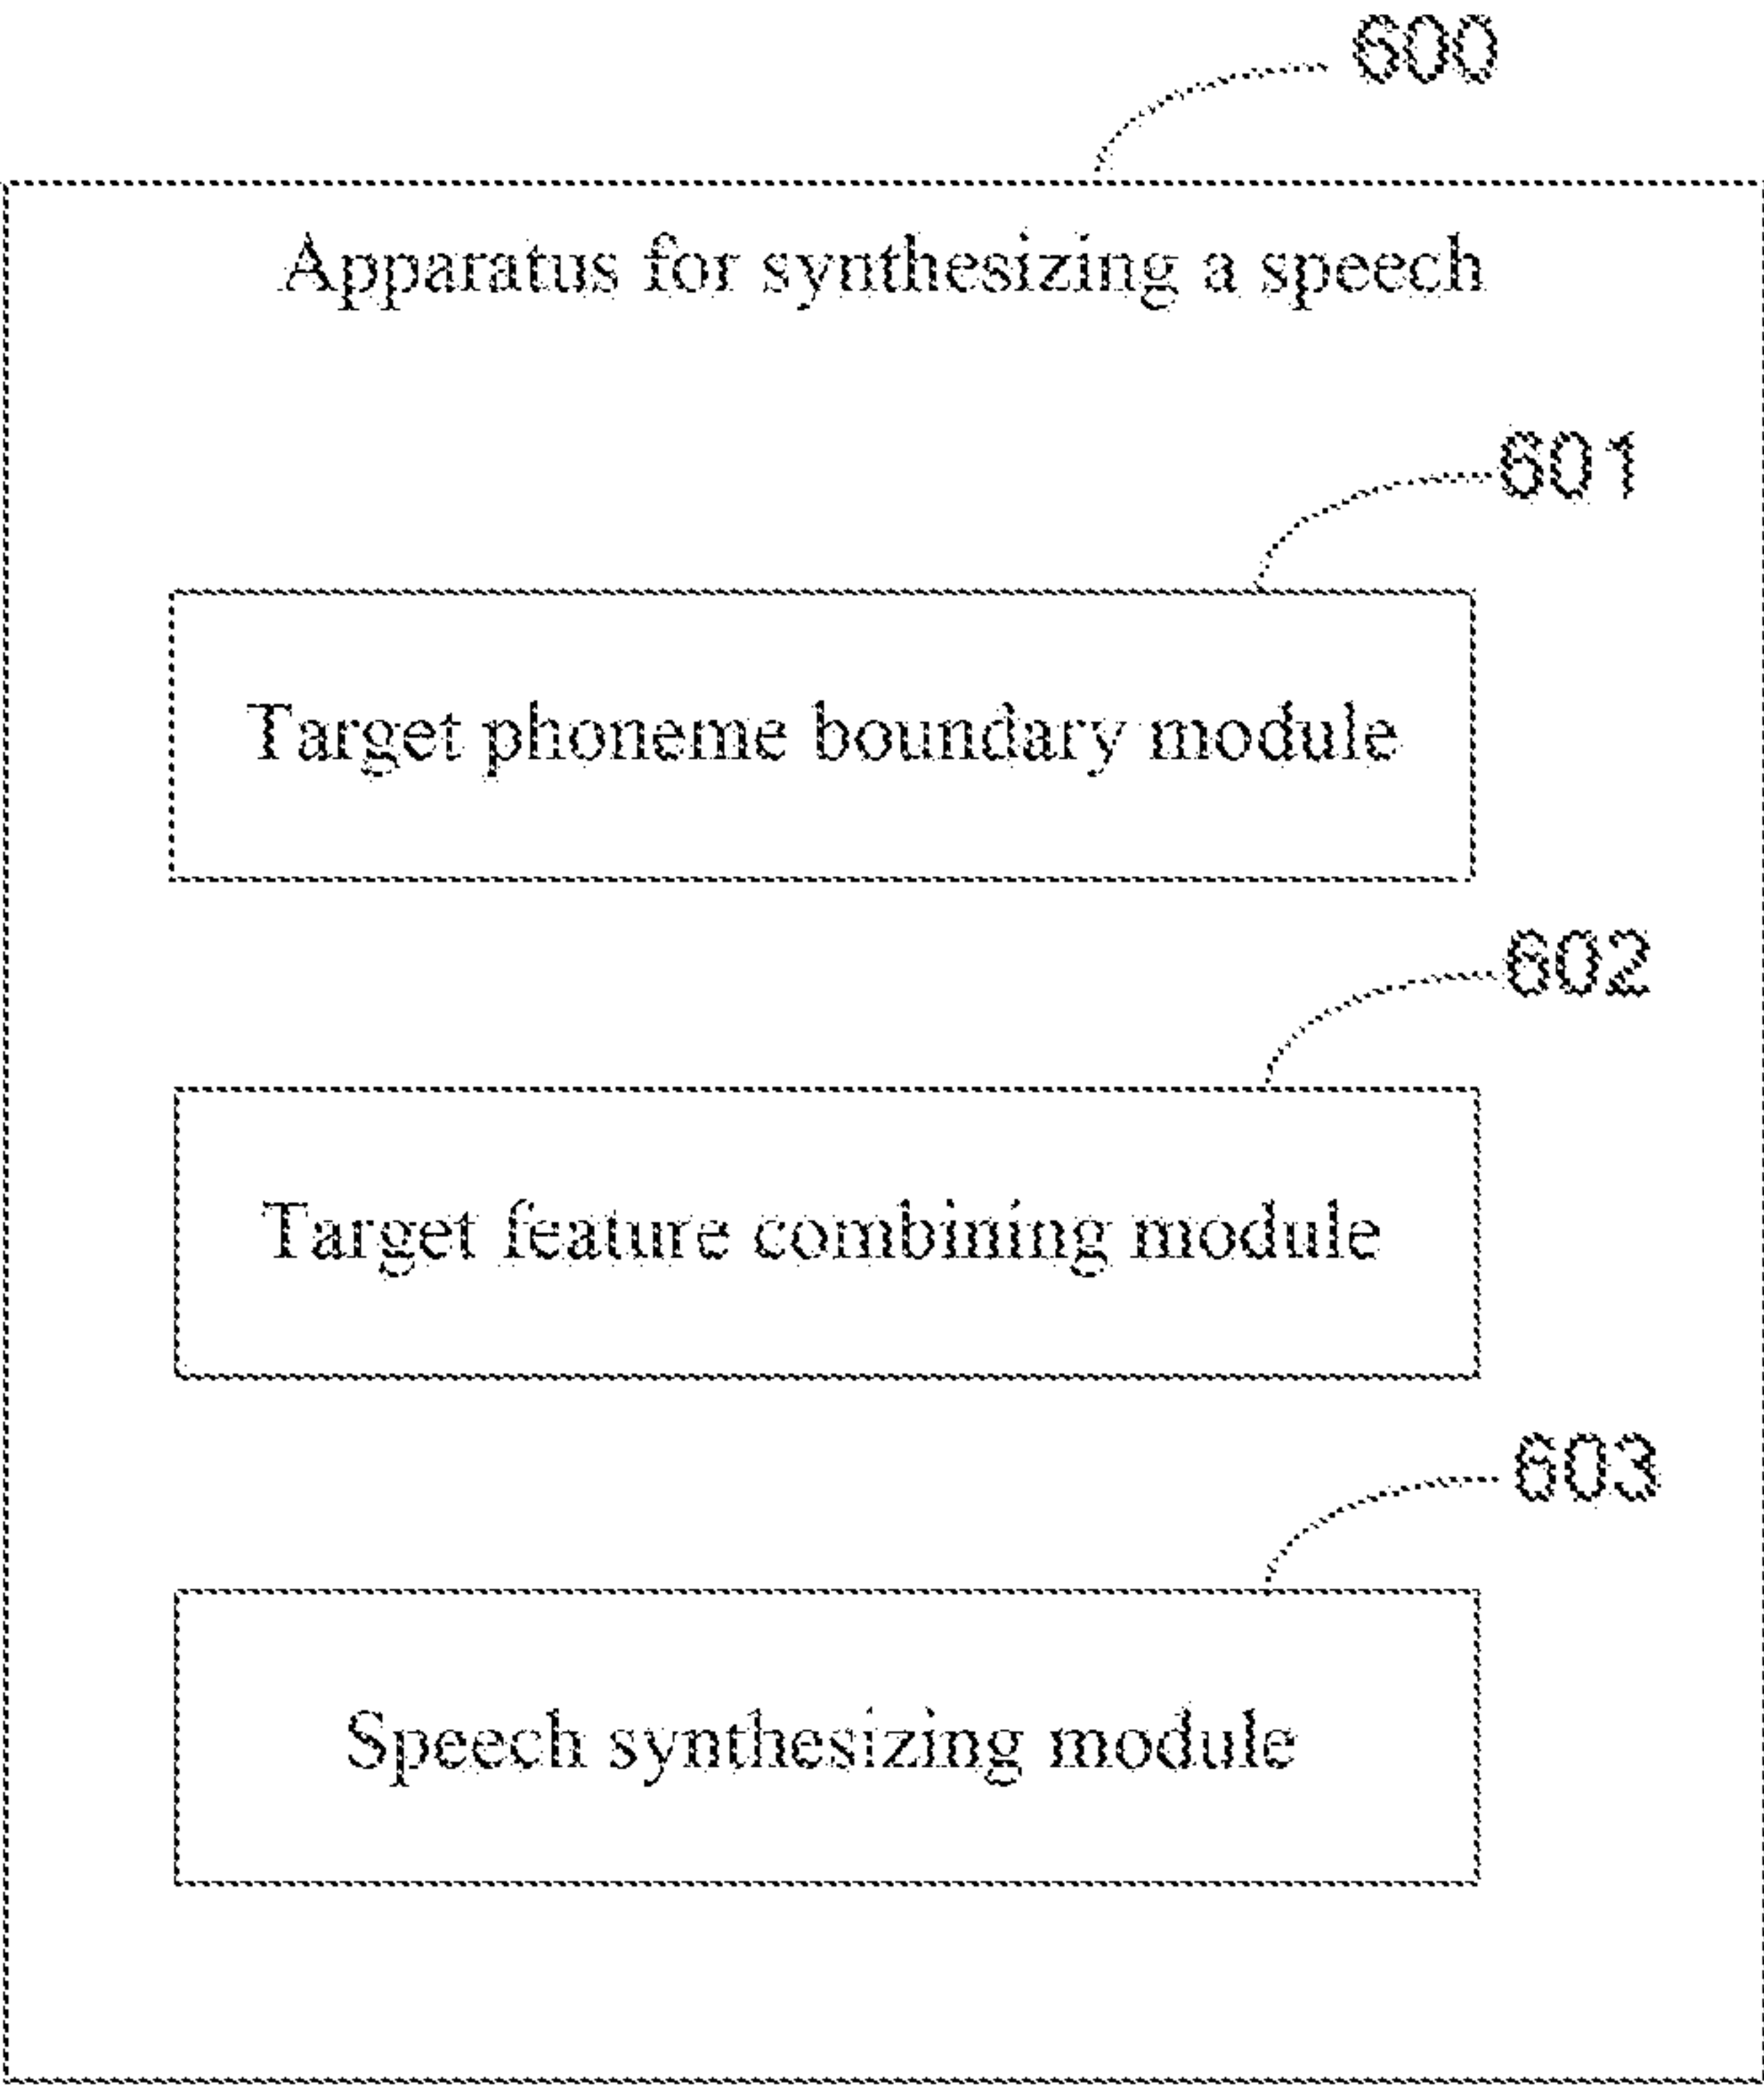 600
Apparatus for synthesizing a speech
601
Target phoneme boundary module
602
Target feature combining module
603
Speech synthesizing module